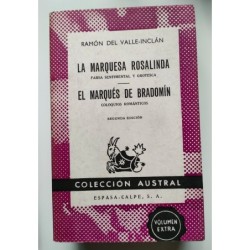 RAMÓN DEL VALLE-INCLÁN
LA MARQUESA ROSALINDA
FARSA SENTIMENTAL Y GROTESCA
EL MARQUÉS DE BRADOMÍN
COLOQUIOS ROMÁNTICOS
SEGUNDA EDICIÓN
COLECCIÓN AUSTRAL
ESPASA-CALPE, S. A.
VOLUMEN
EXTRA